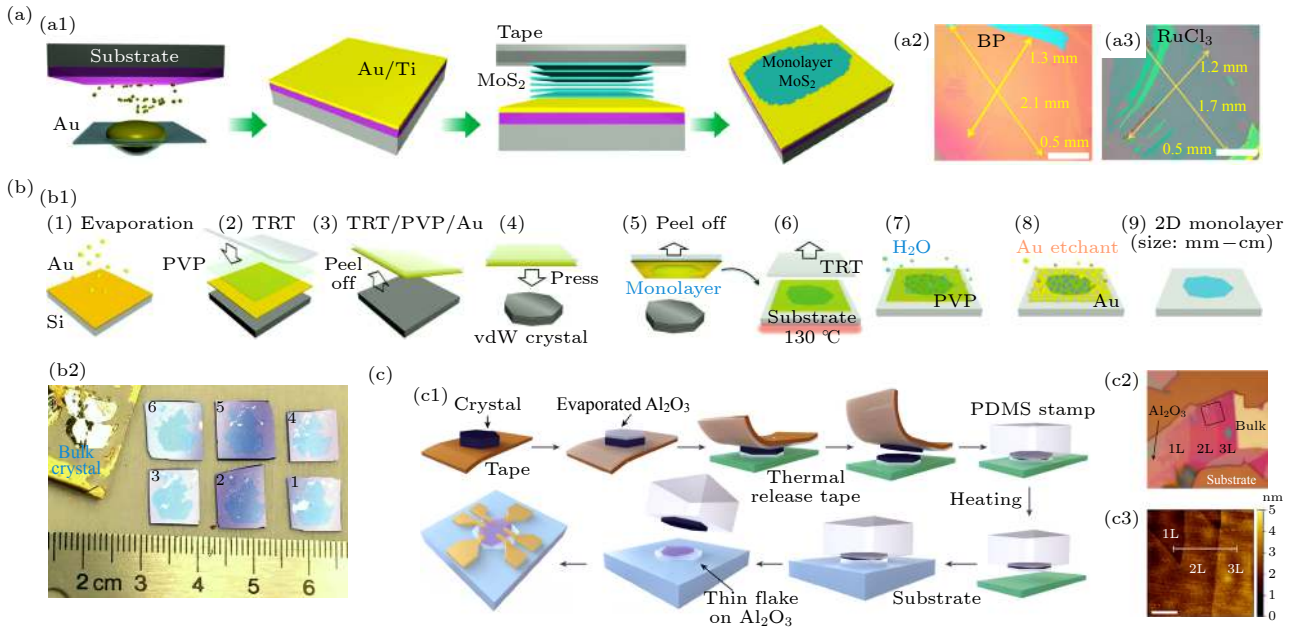 (a)
(a1)
Substrate
Au
Au/Ti
Tape
MoS2
Monolayer
MoS2
(a2)
BP
1.3 mm
2.1 mm
0.5 mm
(a3)
RuCl3
1.2 mm
1.7 mm
0.5 mm
(b)
(b1)
(1) Evaporation
Au
Si
(2) TRT
PVP
(3) TRT/PVP/Au
Peel
off
(4)
Press
vdW crystal
(5) Peel off
Monolayer
(6)
TRT
Substrate
130 ℃
(7)
H2O
PVP
(8)
Au etchant
Au
(9) 2D monolayer
(size: mm−cm)
(b2)
Bulk
crystal
6
5
4
3
2
1
2 cm
3
4
5
6
(c)
(c1)
Crystal
Tape
Evaporated Al2O3
Thermal
release tape
PDMS stamp
Heating
Substrate
Thin flake
on Al2O3
(c2)
Al2O3
Bulk
1L
2L
3L
Substrate
(c3)
nm
5
4
3
2
1
0
1L
2L
3L